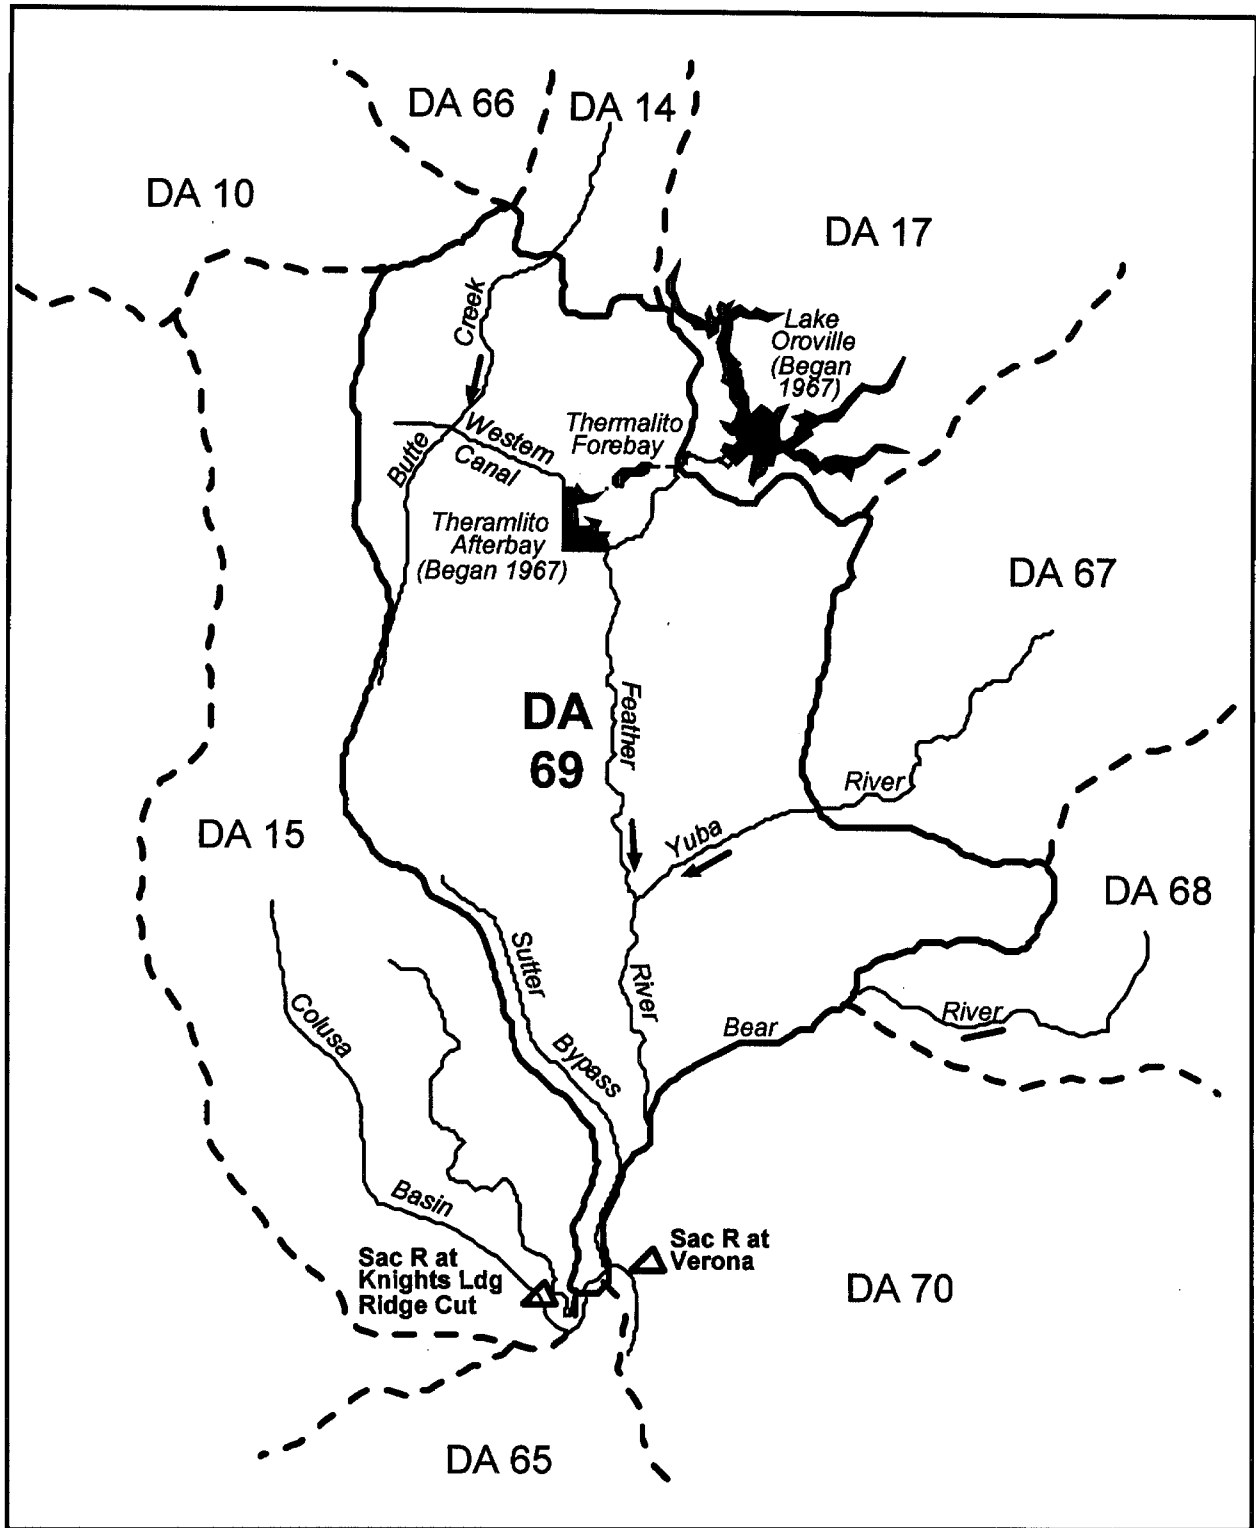 DA 66
DA 14
DA 10
DA 17
Creek
Lake
Oroville
(Began
1967)
Thermalito
Forebay
Western
Canal
Butte
Theramlito
Afterbay
(Began 1967)
DA 67
DA
69
Feather
River
Yuba
DA 15
DA 68
Sutter
River
River
Colusa
Bear
Bypass
Basin
Sac R at
Verona
Sac R at
Knights Ldg
Ridge Cut
DA 70
DA 65